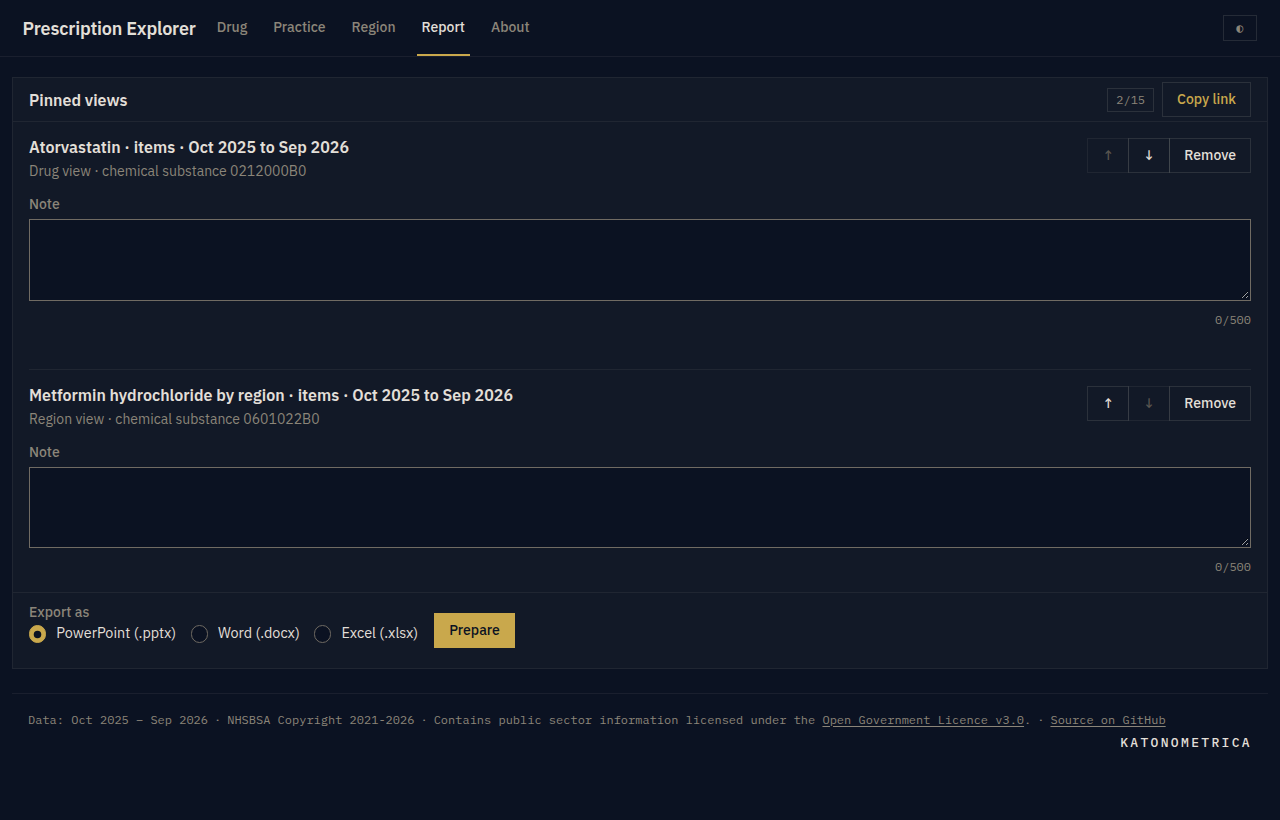 Prescription Explorer Drug Practice Region Report About
Pinned views 2/15 Copy link
Atorvastatin · items · Oct 2025 to Sep 2026 ↑ ↓ Remove
Drug view · chemical substance 0212000B0
Note
0/500
Metformin hydrochloride by region · items · Oct 2025 to Sep 2026 ↑ ↓ Remove
Region view · chemical substance 0601022B0
Note
0/500
Export as
PowerPoint (.pptx) Word (.docx) Excel (.xlsx) Prepare
Data: Oct 2025 – Sep 2026 · NHSBSA Copyright 2021-2026 · Contains public sector information licensed under the Open Government Licence v3.0. · Source on GitHub
KATONOMETRICA